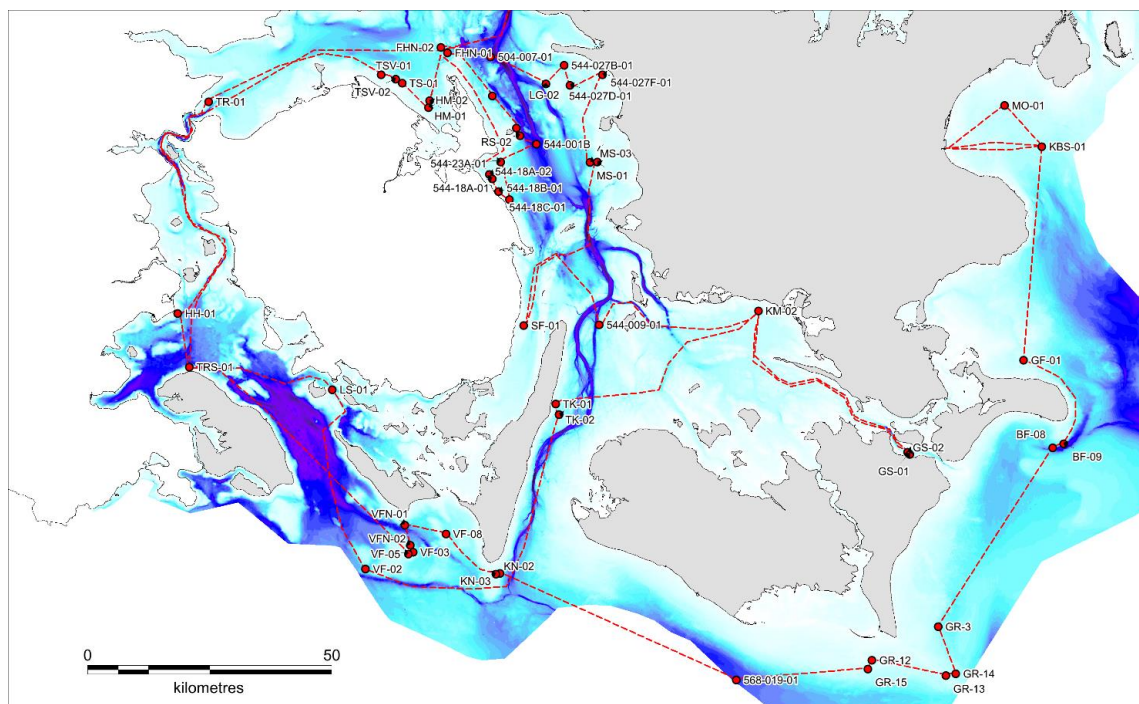 FHN-02
FHN-01
504-007-01
TSV-01
544-027B-01
TSV-02
TS-01
LG-02
544-027F-01
544-027D-01
TR-01
HM-02
HM-01
MO-01
RS-02
544-001B
KBS-01
544-23A-01
544-18A-02
MS-03
MS-01
544-18A-01
544-18B-01
544-18C-01
HH-01
SF-01
544-009-01
KM-02
TRS-01
GF-01
LS-01
TK-01
TK-02
BF-08
BF-09
GS-02
GS-01
VFN-01
VF-08
VFN-02
VF-05
VF-03
VF-02
KN-02
KN-03
GR-3
GR-12
GR-15
GR-14
GR-13
568-019-01
0 50
kilometres